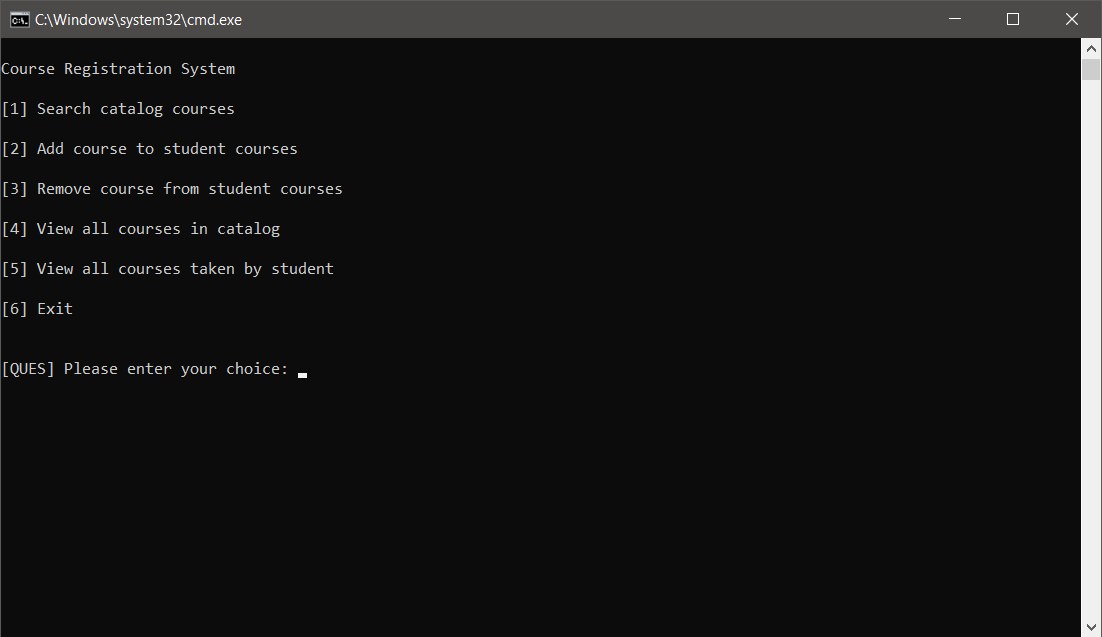 C:\Windows\system32\cmd.exe
Course Registration System
[1] Search catalog courses
[2] Add course to student courses
[3] Remove course from student courses
[4] View all courses in catalog
[5] View all courses taken by student
[6] Exit
[QUES] Please enter your choice: